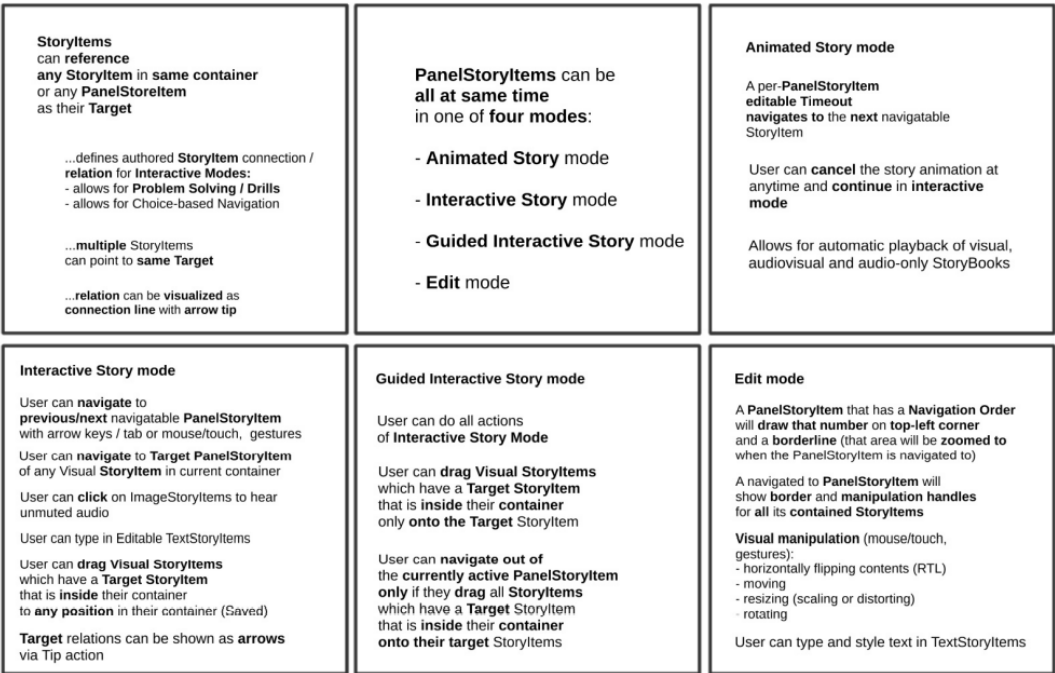 StoryItems
can reference
any StoryItem in same container
or any PanelStoreItem
as their Target
...defines authored StoryItem connection /
relation for Interactive Modes:
- allows for Problem Solving / Drills
- allows for Choice-based Navigation
...multiple StoryItems
can point to same Target
...relation can be visualized as
connection line with arrow tip
PanelStoryItems can be
all at same time
in one of four modes:
- Animated Story mode
- Interactive Story mode
- Guided Interactive Story mode
- Edit mode
Animated Story mode
A per-PanelStoryItem
editable Timeout
navigates to the next navigatable
StoryItem
User can cancel the story animation at
anytime and continue in interactive
mode
Allows for automatic playback of visual,
audiovisual and audio-only StoryBooks
Interactive Story mode
User can navigate to
previous/next navigatable PanelStoryItem
with arrow keys / tab or mouse/touch, gestures
User can navigate to Target PanelStoryItem
of any Visual StoryItem in current container
User can click on ImageStoryItems to hear
unmuted audio
User can type in Editable TextStoryItems
User can drag Visual StoryItems
which have a Target StoryItem
that is inside their container
to any position in their container (Saved)
Target relations can be shown as arrows
via Tip action
Guided Interactive Story mode
User can do all actions
of Interactive Story Mode
User can drag Visual StoryItems
which have a Target StoryItem
that is inside their container
only onto the Target StoryItem
User can navigate out of
the currently active PanelStoryItem
only if they drag all StoryItems
which have a Target StoryItem
that is inside their container
onto their target StoryItems
Edit mode
A PanelStoryItem that has a Navigation Order
will draw that number on top-left corner
and a borderline (that area will be zoomed to
when the PanelStoryItem is navigated to)
A navigated to PanelStoryItem will
show border and manipulation handles
for all its contained StoryItems
Visual manipulation (mouse/touch,
gestures):
- horizontally flipping contents (RTL)
- moving
- resizing (scaling or distorting)
- rotating
User can type and style text in TextStoryItems